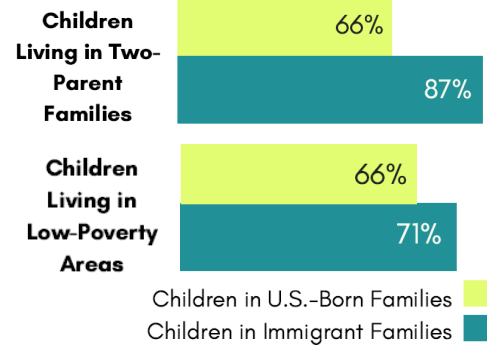 Children
Living in Two-
Parent
Families
66%
87%
Children
Living in
Low-Poverty
Areas
66%
71%
Children in U.S.-Born Families
Children in Immigrant Families